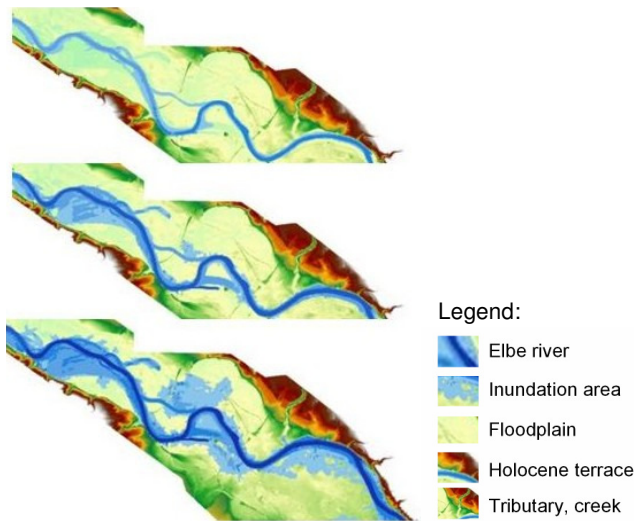 Legend:
Elbe river
Inundation area
Floodplain
Holocene terrace
Tributary, creek